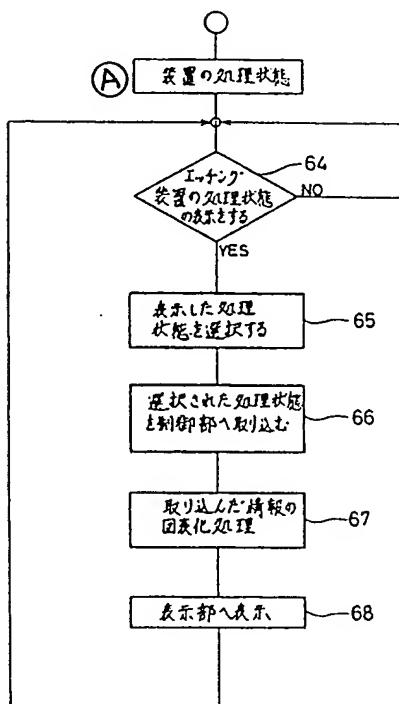 A
装置の処理状態
64
エッチング
装置の処理状態
の表示をする
NO
YES
表示した処理
状態を選択する
65
選択された処理状態
を制御部へ取り込む
66
取り込んだ情報の
図表化処理
67
表示部へ表示
68